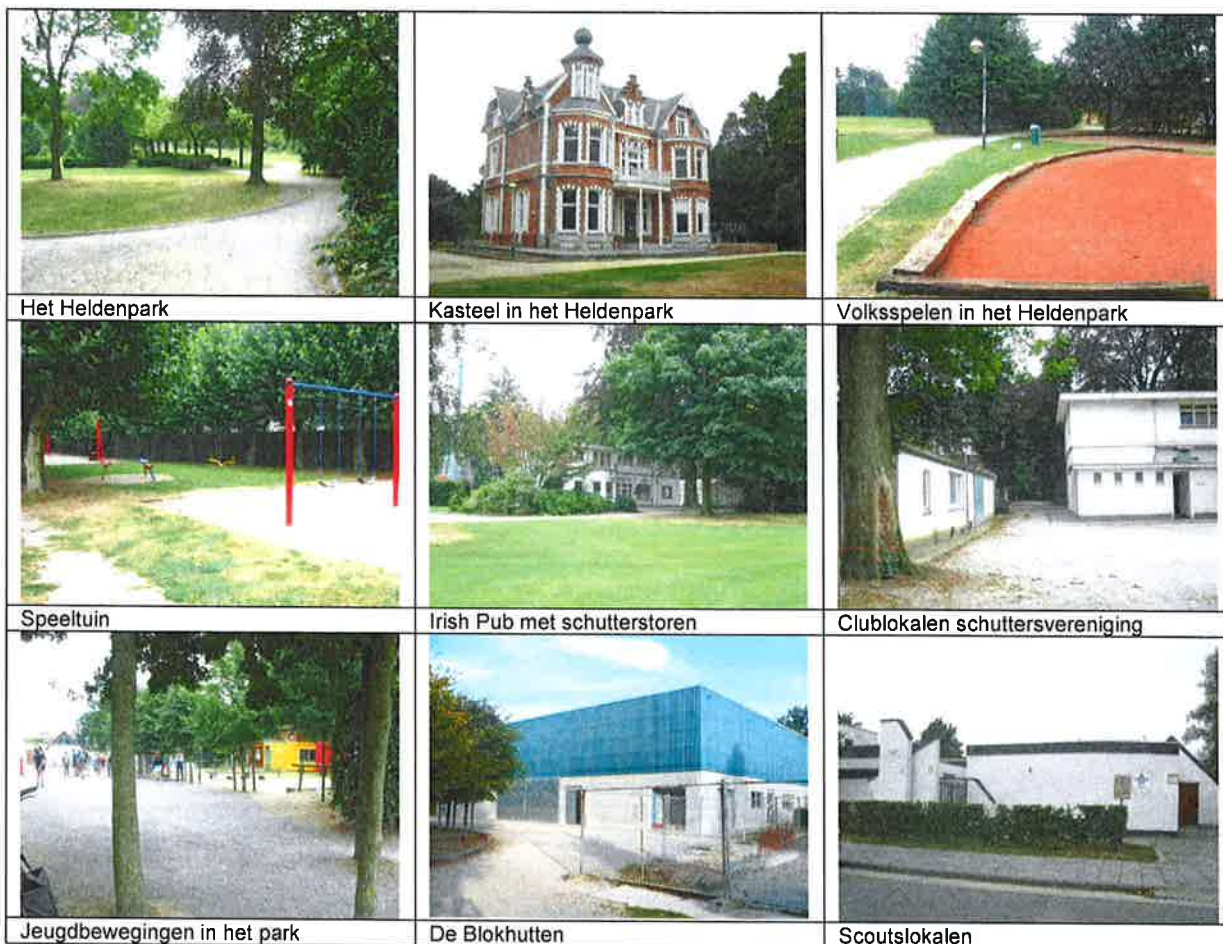 Het Heldenpark
Kasteel in het Heldenpark
Volksspelen in het Heldenpark
Speeltuin
Irish Pub met schutterstoren
Clublokalen schuttersvereniging
Jeugdbewegingen in het park
De Blokhutten
Scoutslokalen